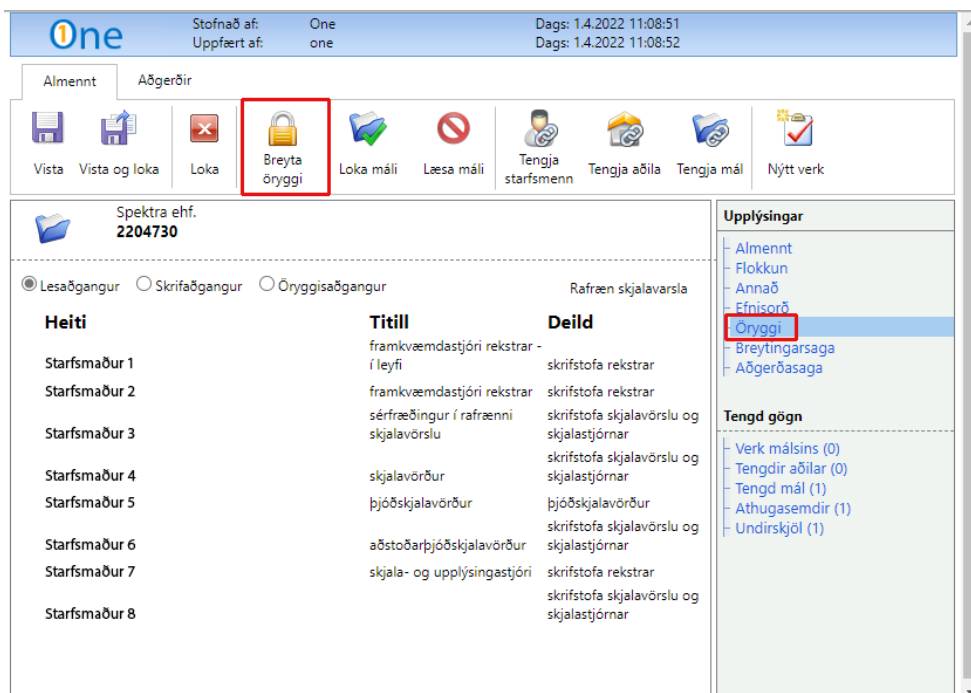 One
Stofnað af: One Dags: 1.4.2022 11:08:51
Uppfært af: one Dags: 1.4.2022 11:08:52
Almennt Aðgerðir
Vista Vista og loka Loka Breyta öryggi Loka máli Læsa máli Tengja starfsmenn Tengja aðila Tengja mál Nýtt verk
Spektra ehf.
2204730
Lesaðgangur Skrifaðgangur Öryggisaðgangur Rafræn skjalavarsla
Heiti Titill Deild
Starfsmaður 1 framkvæmdastjóri rekstrar - í leyfi skrifstofa rekstrar
Starfsmaður 2 framkvæmdastjóri rekstrar skrifstofa rekstrar
Starfsmaður 3 sérfræðingur í rafrænni skjalavörslu skrifstofa skjalavörslu og skjalastjórnar
Starfsmaður 4 skjalavörður skrifstofa skjalavörslu og skjalastjórnar
Starfsmaður 5 þjóðskjalavörður þjóðskjalavörður
Starfsmaður 6 aðstoðarþjóðskjalavörður skrifstofa skjalavörslu og skjalastjórnar
Starfsmaður 7 skjala- og upplýsingastjóri skrifstofa rekstrar
Starfsmaður 8 skrifstofa skjalavörslu og skjalastjórnar
Upplýsingar
Almennt
Flokkun
Annað
Efnisorð
Öryggi
Breytingarsaga
Aðgerðasaga
Tengd gögn
Verk málsins (0)
Tengdir aðilar (0)
Tengd mál (1)
Athugasemdir (1)
Undirskjöl (1)